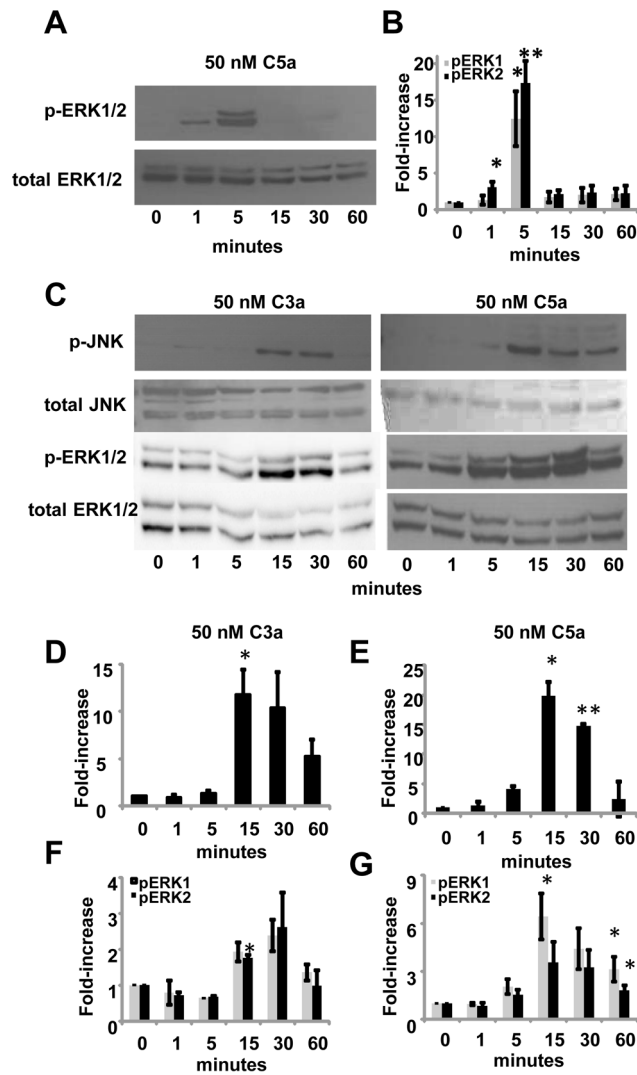 A
50 nM C5a
p-ERK1/2
total ERK1/2
0 1 5 15 30 60
minutes
B
pERK1
pERK2
* * **
Fold-increase
20
15
10
5
0
0 1 5 15 30 60
minutes
C
50 nM C3a
50 nM C5a
p-JNK
total JNK
p-ERK1/2
total ERK1/2
0 1 5 15 30 60
0 1 5 15 30 60
minutes
D
50 nM C3a
*
Fold-increase
15
10
5
0
0 1 5 15 30 60
minutes
E
50 nM C5a
* **
Fold-increase
25
20
15
10
5
0
0 1 5 15 30 60
minutes
F
pERK1
pERK2
*
Fold-increase
4
3
2
1
0
0 1 5 15 30 60
minutes
G
pERK1
pERK2
* * *
Fold-increase
9
6
3
0
0 1 5 15 30 60
minutes